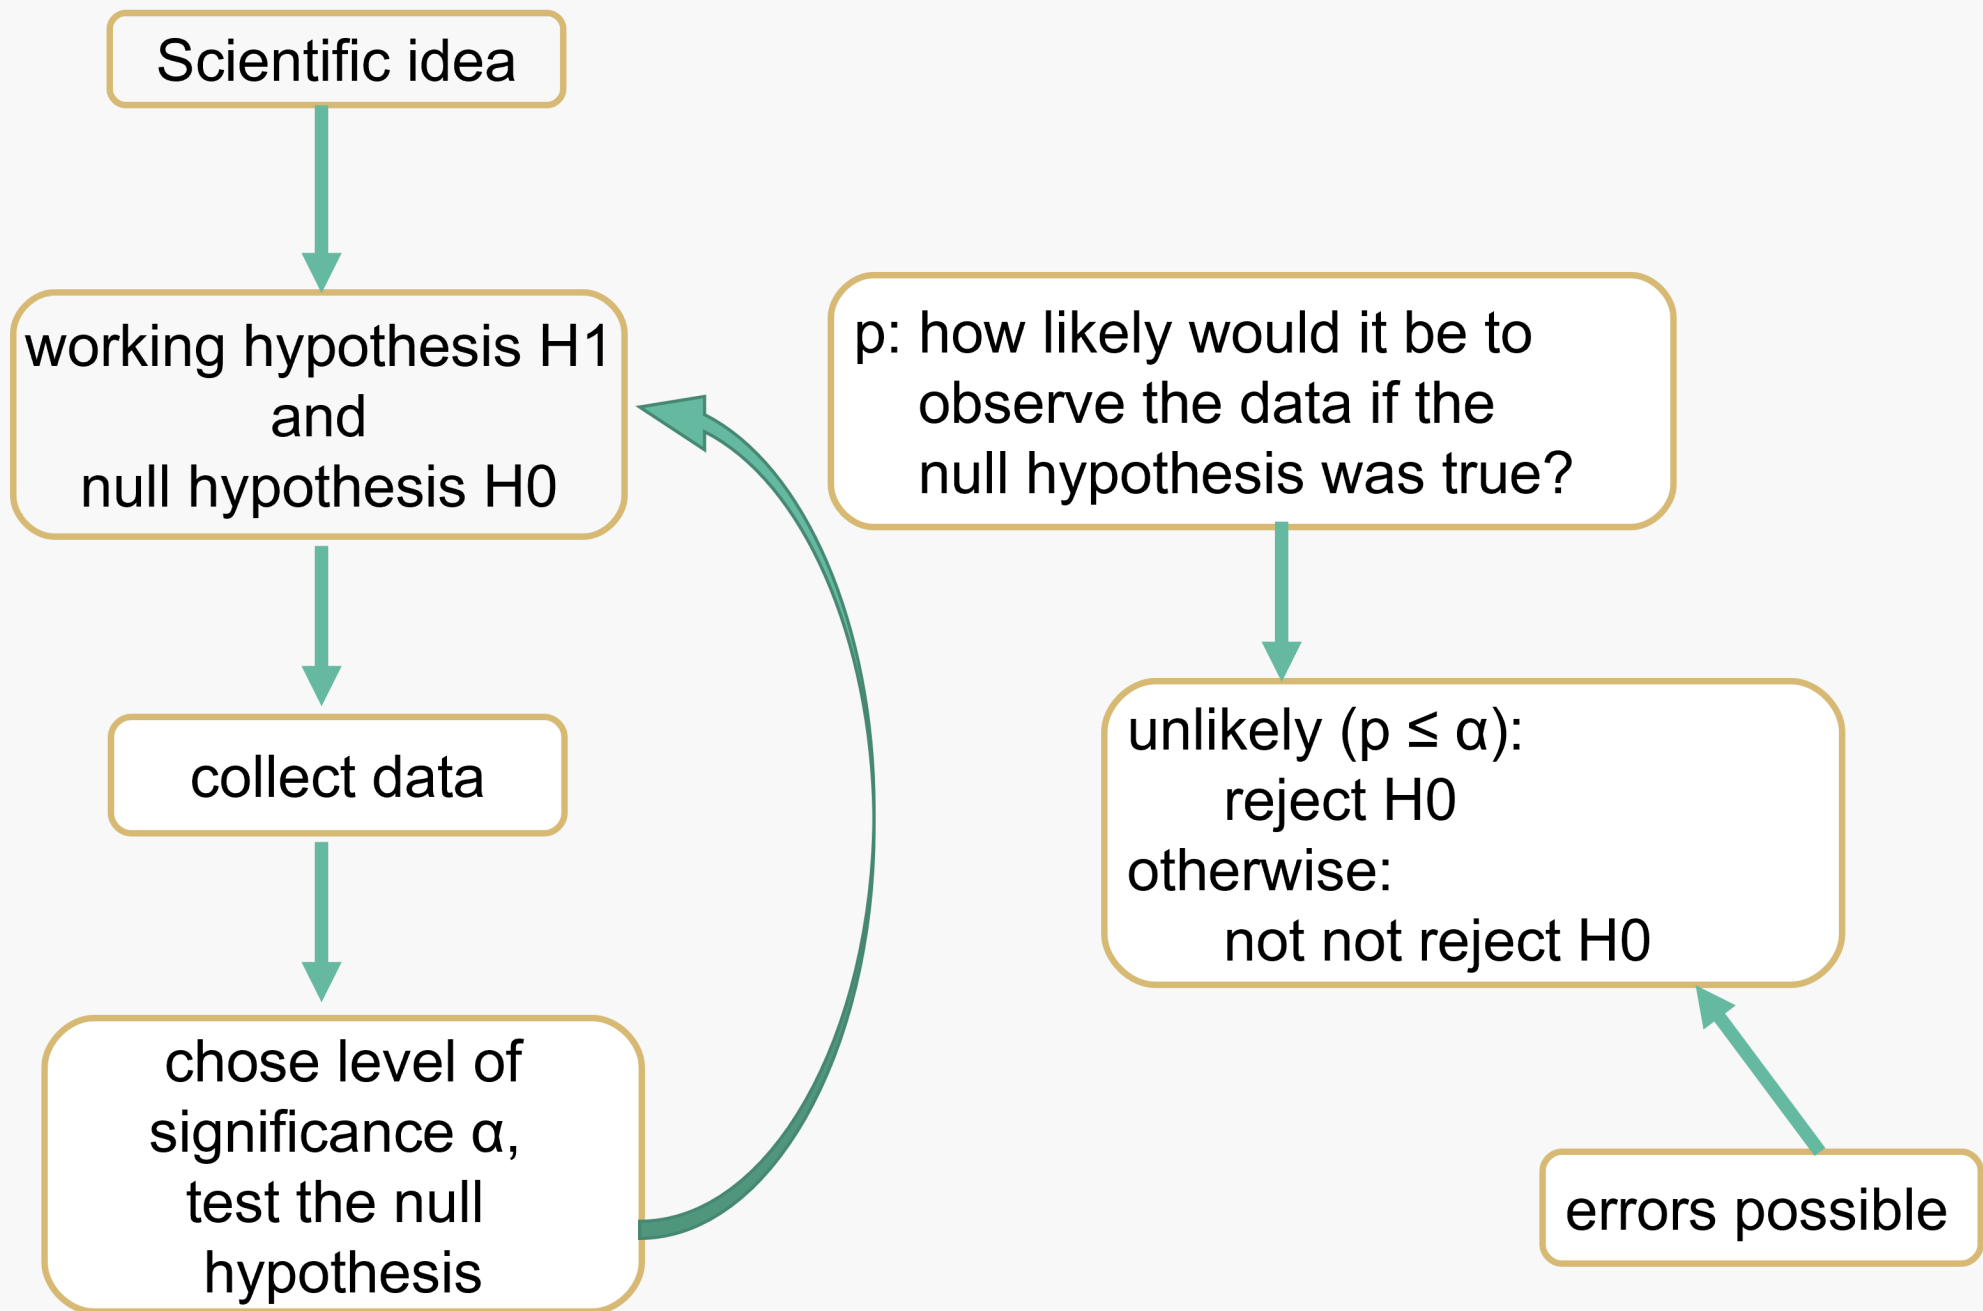 Scientific idea
working hypothesis H1
and
null hypothesis H0
collect data
chose level of
significance α,
test the null
hypothesis
p: how likely would it be to
observe the data if the
null hypothesis was true?
unlikely (p ≤ α):
reject H0
otherwise:
not not reject H0
errors possible